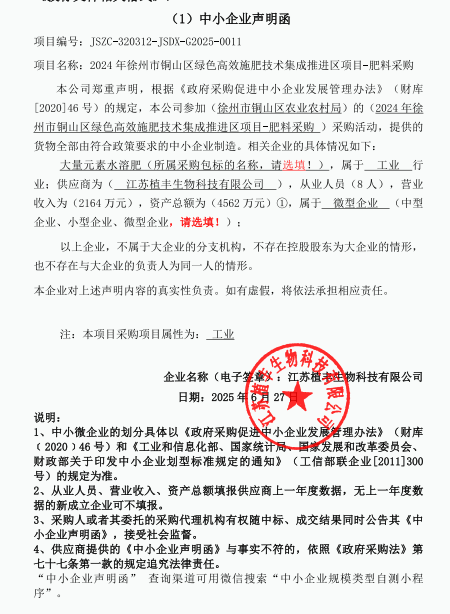 （1）中小企业声明函
项目编号：JSZC-320312-JSDX-G2025-0011
项目名称：2024 年徐州市铜山区绿色高效施肥技术集成推进区项目-肥料采购
本公司郑重声明，根据《政府采购促进中小企业发展管理办法》（财库
[2020]46 号）的规定，本公司参加（徐州市铜山区农业农村局）的（2024 年徐
州市铜山区绿色高效施肥技术集成推进区项目-肥料采购）采购活动，提供的
货物全部由符合政策要求的中小企业制造。相关企业的具体情况如下：
大量元素水溶肥（所属采购包标的名称，请选填！），属于 工业 行
业；供应商为（ 江苏植丰生物科技有限公司 ），从业人员（8 人），营业
收入为（2164 万元），资产总额为（4562 万元）①，属于 微型企业 （中型
企业、小型企业、微型企业，请选填！）；
以上企业，不属于大企业的分支机构，不存在控股股东为大企业的情形，
也不存在与大企业的负责人为同一人的情形。
本企业对上述声明内容的真实性负责。如有虚假，将依法承担相应责任。
注：本项目采购项目属性为： 工业
企业名称（电子签章）：江苏植丰生物科技有限公司
日期：2025 年 6 月 27 日
江苏植丰生物科技有限公司
说明：
1、中小微企业的划分具体以《政府采购促进中小企业发展管理办法》（财库
﹝2020﹞46 号）和《工业和信息化部、国家统计局、国家发展和改革委员会、
财政部关于印发中小企业划型标准规定的通知》（工信部联企业[2011]300
号）的规定为准。
2、从业人员、营业收入、资产总额填报供应商上一年度数据，无上一年度数
据的新成立企业可不填报。
3、采购人或者其委托的采购代理机构有权随中标、成交结果同时公告其《中
小企业声明函》，接受社会监督。
4、供应商提供的《中小企业声明函》与事实不符的，依照《政府采购法》第
七十七条第一款的规定追究法律责任。
“中小企业声明函” 查询渠道可用微信搜索“中小企业规模类型自测小程
序”。